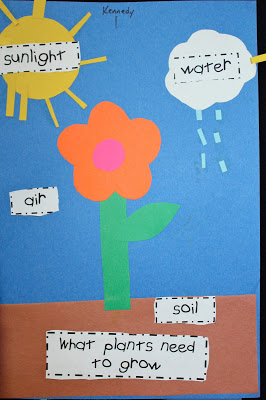 Kennedy
sunlight
water
air
soil
What plants need
to grow